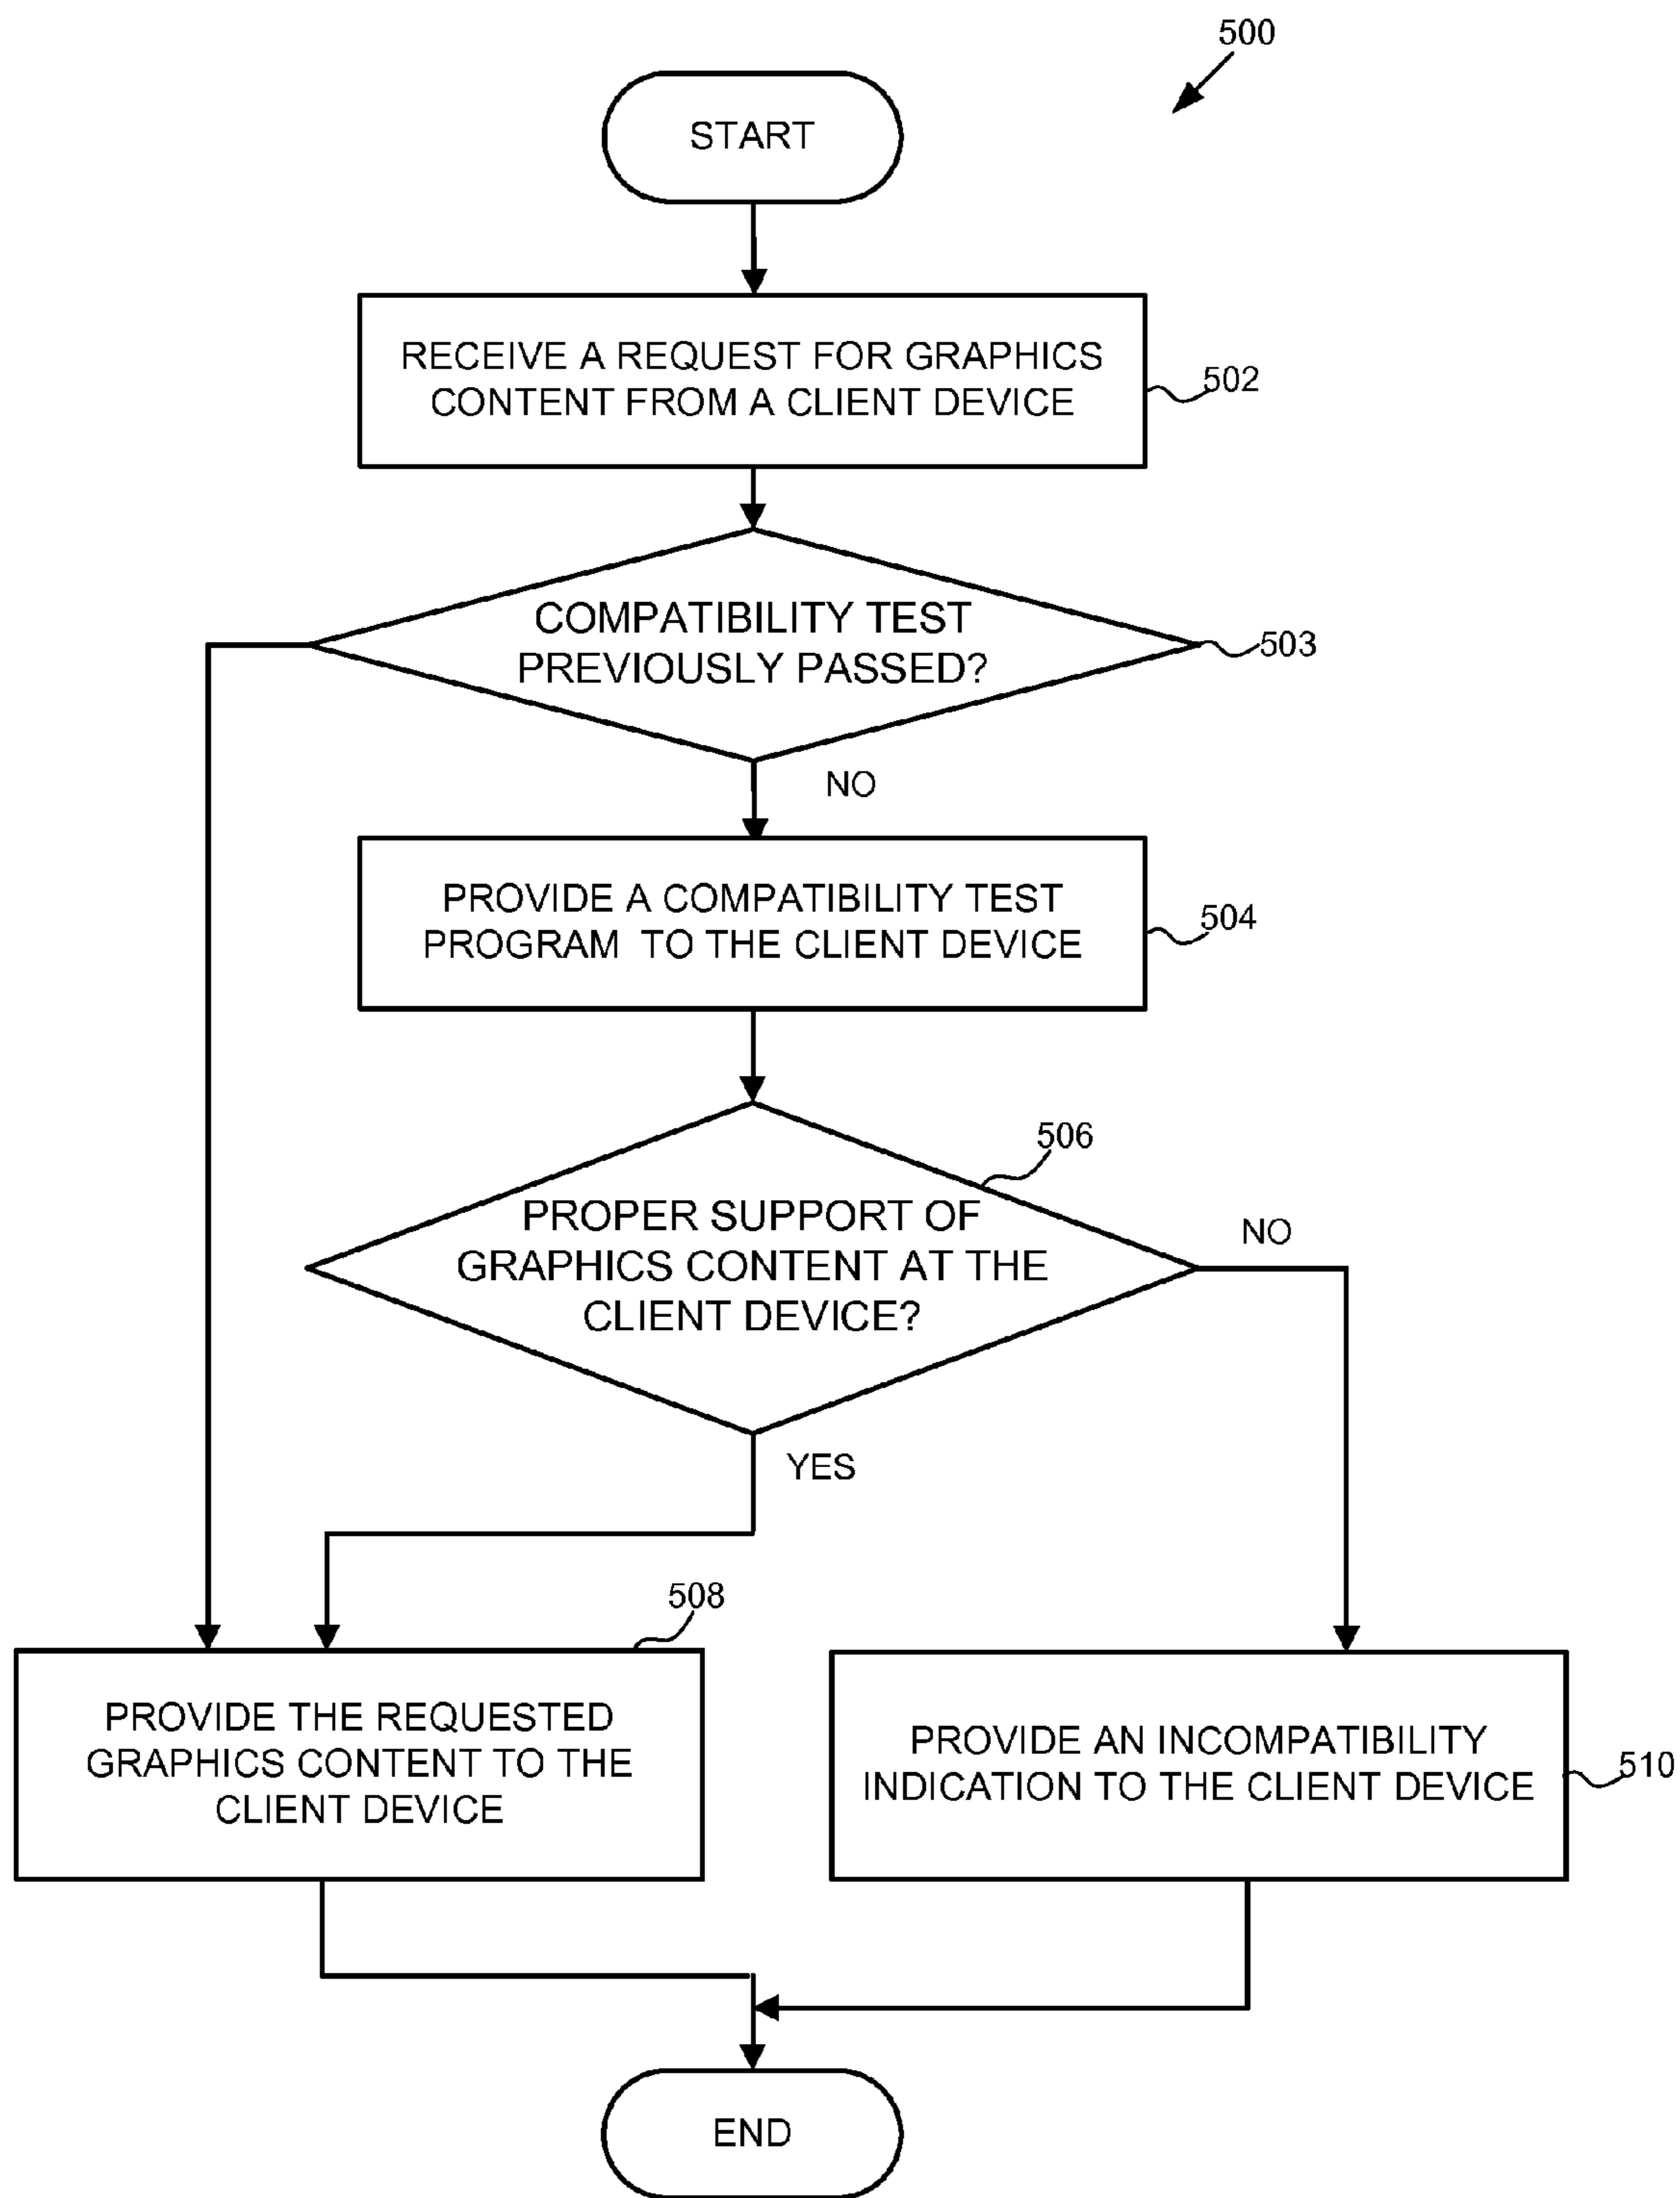 500
START
RECEIVE A REQUEST FOR GRAPHICS
CONTENT FROM A CLIENT DEVICE
502
COMPATIBILITY TEST
PREVIOUSLY PASSED?
503
NO
PROVIDE A COMPATIBILITY TEST
PROGRAM TO THE CLIENT DEVICE
504
506
PROPER SUPPORT OF
GRAPHICS CONTENT AT THE
CLIENT DEVICE?
NO
YES
508
PROVIDE THE REQUESTED
GRAPHICS CONTENT TO THE
CLIENT DEVICE
PROVIDE AN INCOMPATIBILITY
INDICATION TO THE CLIENT DEVICE
510
END